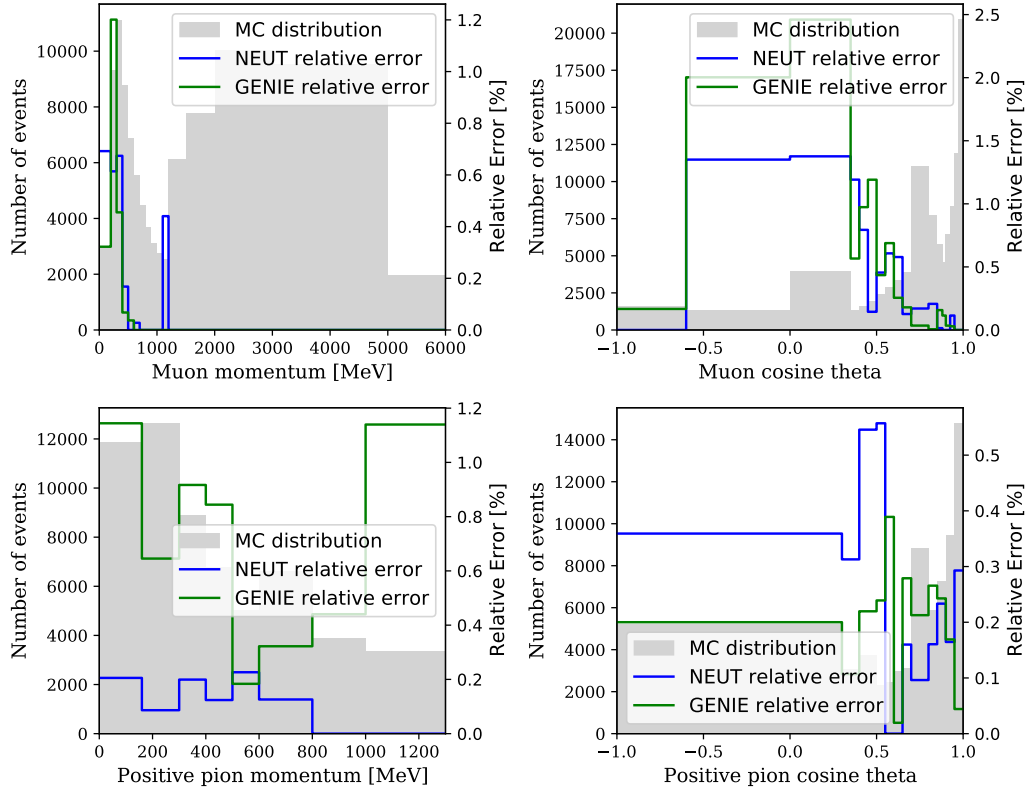 MC distribution
NEUT relative error
GENIE relative error
Number of events
Relative Error [%]
0
2000
4000
6000
8000
10000
0.0
0.2
0.4
0.6
0.8
1.0
1.2
0 1000 2000 3000 4000 5000 6000
Muon momentum [MeV]
MC distribution
NEUT relative error
GENIE relative error
Number of events
Relative Error [%]
0
2500
5000
7500
10000
12500
15000
17500
20000
0.0
0.5
1.0
1.5
2.0
2.5
−1.0 −0.5 0.0 0.5 1.0
Muon cosine theta
MC distribution
NEUT relative error
GENIE relative error
Number of events
Relative Error [%]
0
2000
4000
6000
8000
10000
12000
0.0
0.2
0.4
0.6
0.8
1.0
1.2
0 200 400 600 800 1000 1200
Positive pion momentum [MeV]
MC distribution
NEUT relative error
GENIE relative error
Number of events
Relative Error [%]
0
2000
4000
6000
8000
10000
12000
14000
0.0
0.1
0.2
0.3
0.4
0.5
−1.0 −0.5 0.0 0.5 1.0
Positive pion cosine theta